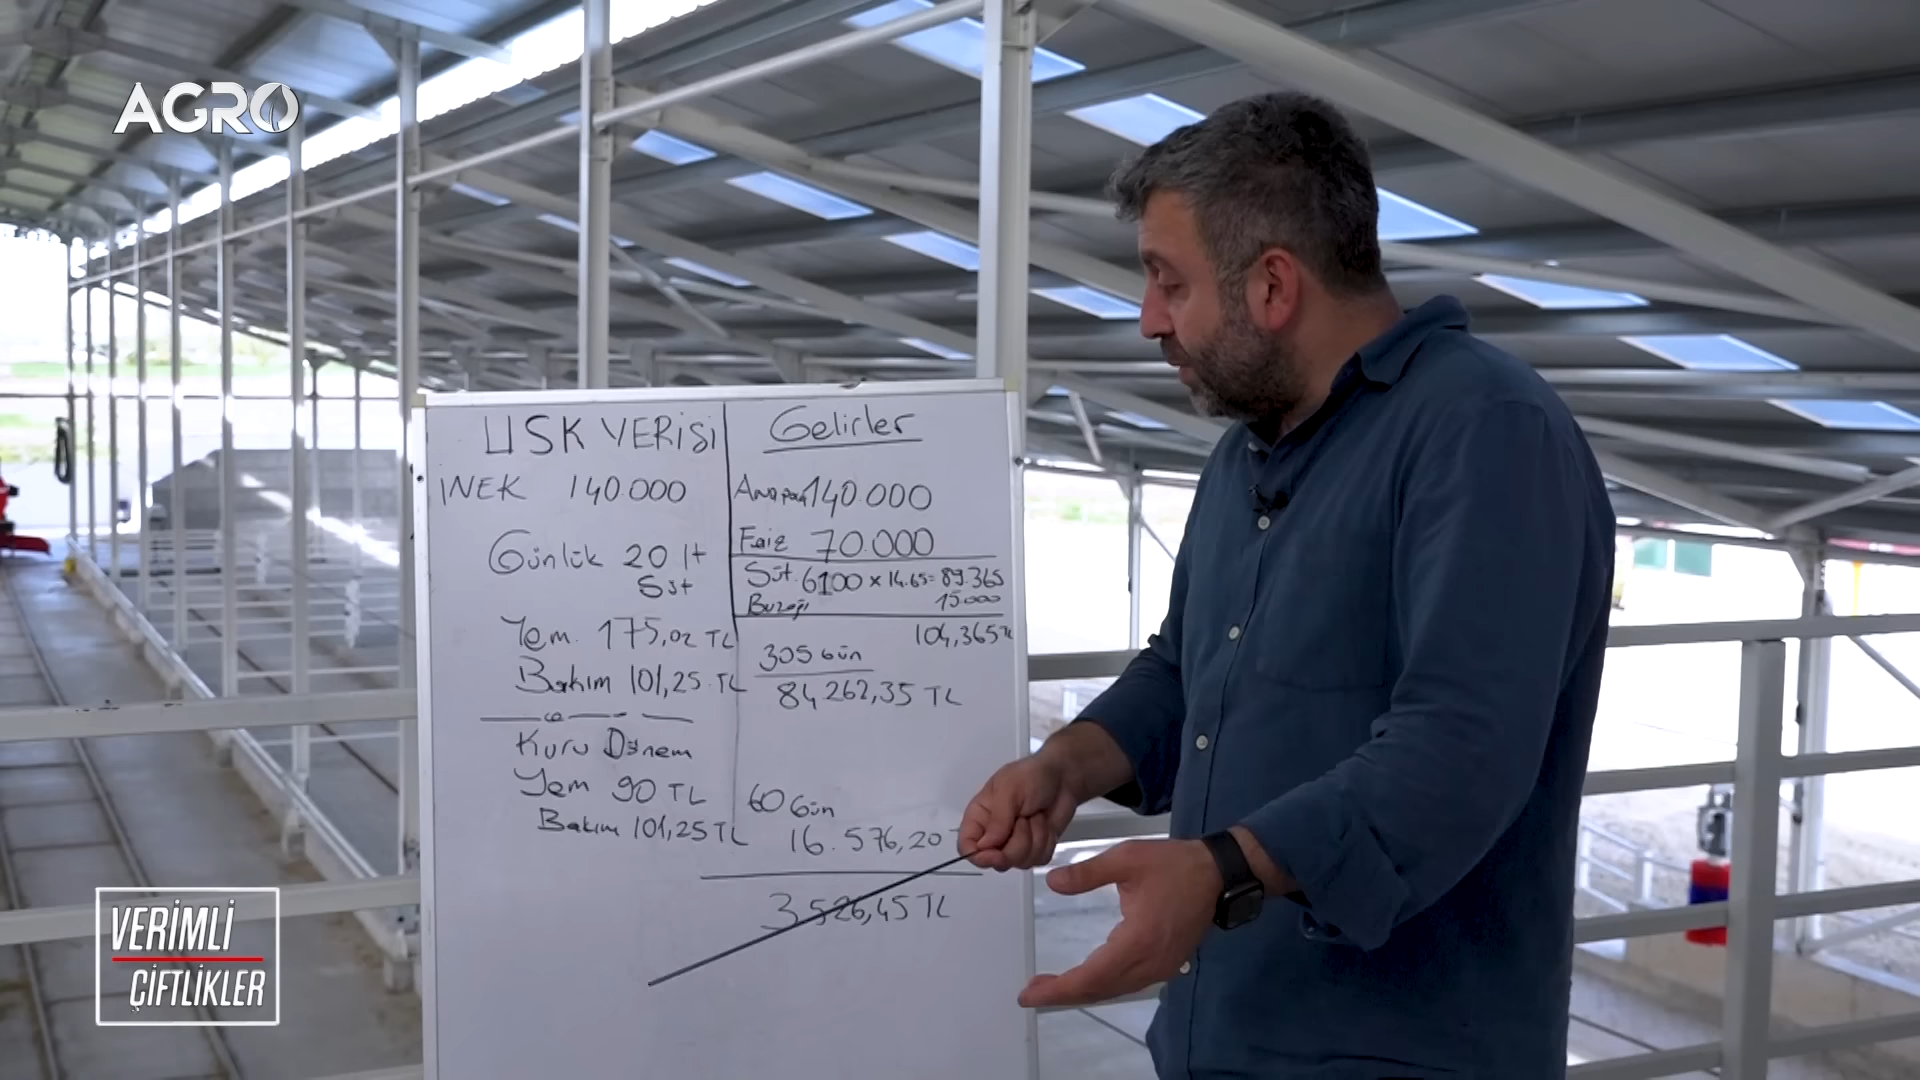 AGRO
USK VERİSİ
İNEK 140.000
Günlük 20 lt
Süt
Yem. 175,02 TL
Bakım 101,25 TL
Kuru Dönem
Yem 90 TL
Bakım 101,25 TL
Gelirler
Anapara 140.000
Faiz 70.000
Süt. 6100 x 14.65= 89.365
Buzağı 15.000
104,365 TL
305 Gün
84 262,35 TL
60 Gün
16.576,20
3 526,45 TL
VERİMLİ
ÇİFTLİKLER